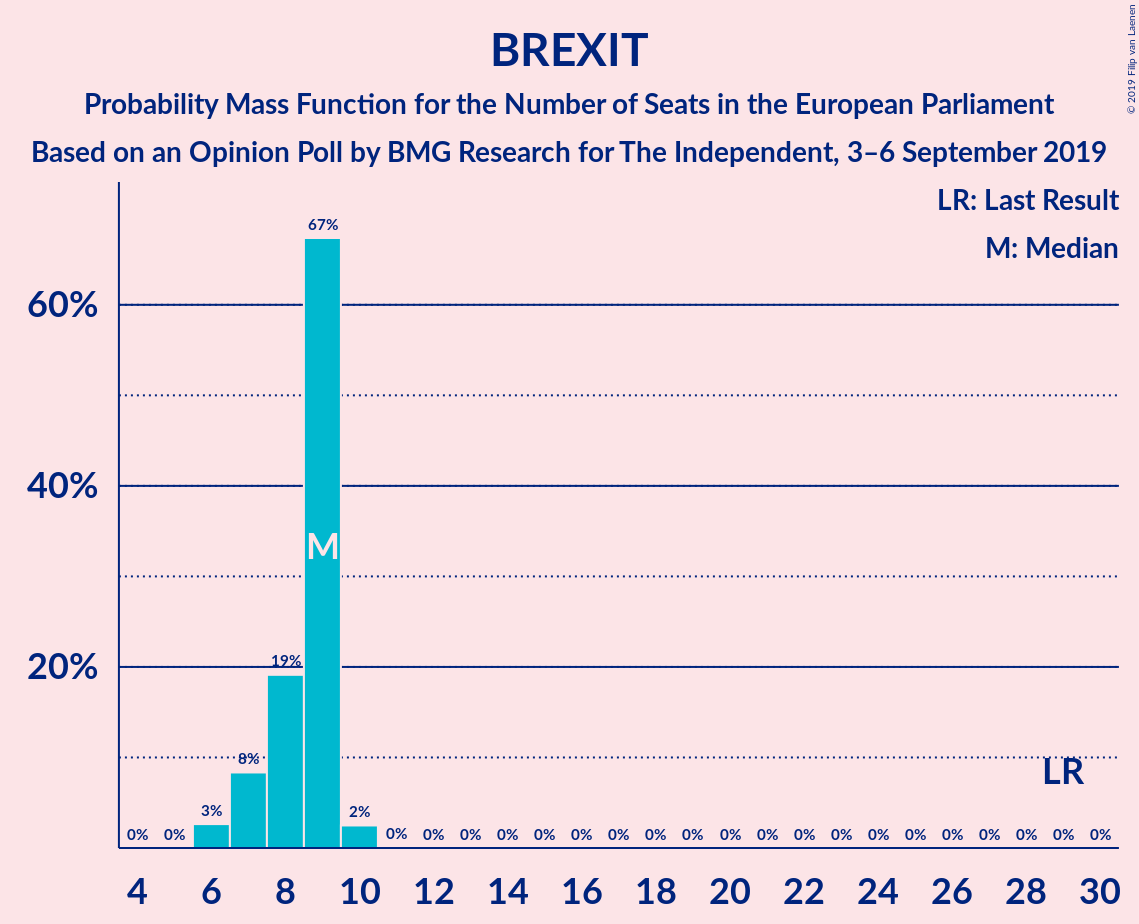 BREXIT
Probability Mass Function for the Number of Seats in the European Parliament
Based on an Opinion Poll by BMG Research for The Independent, 3–6 September 2019
© 2019 Filip van Laenen
LR: Last Result
M: Median
67%
60%
40%
M
20%
19%
8%
LR
3%
2%
0% 0% 0% 0% 0% 0% 0% 0% 0% 0% 0% 0% 0% 0% 0% 0% 0% 0% 0% 0% 0% 0%
4 6 8 10 12 14 16 18 20 22 24 26 28 30